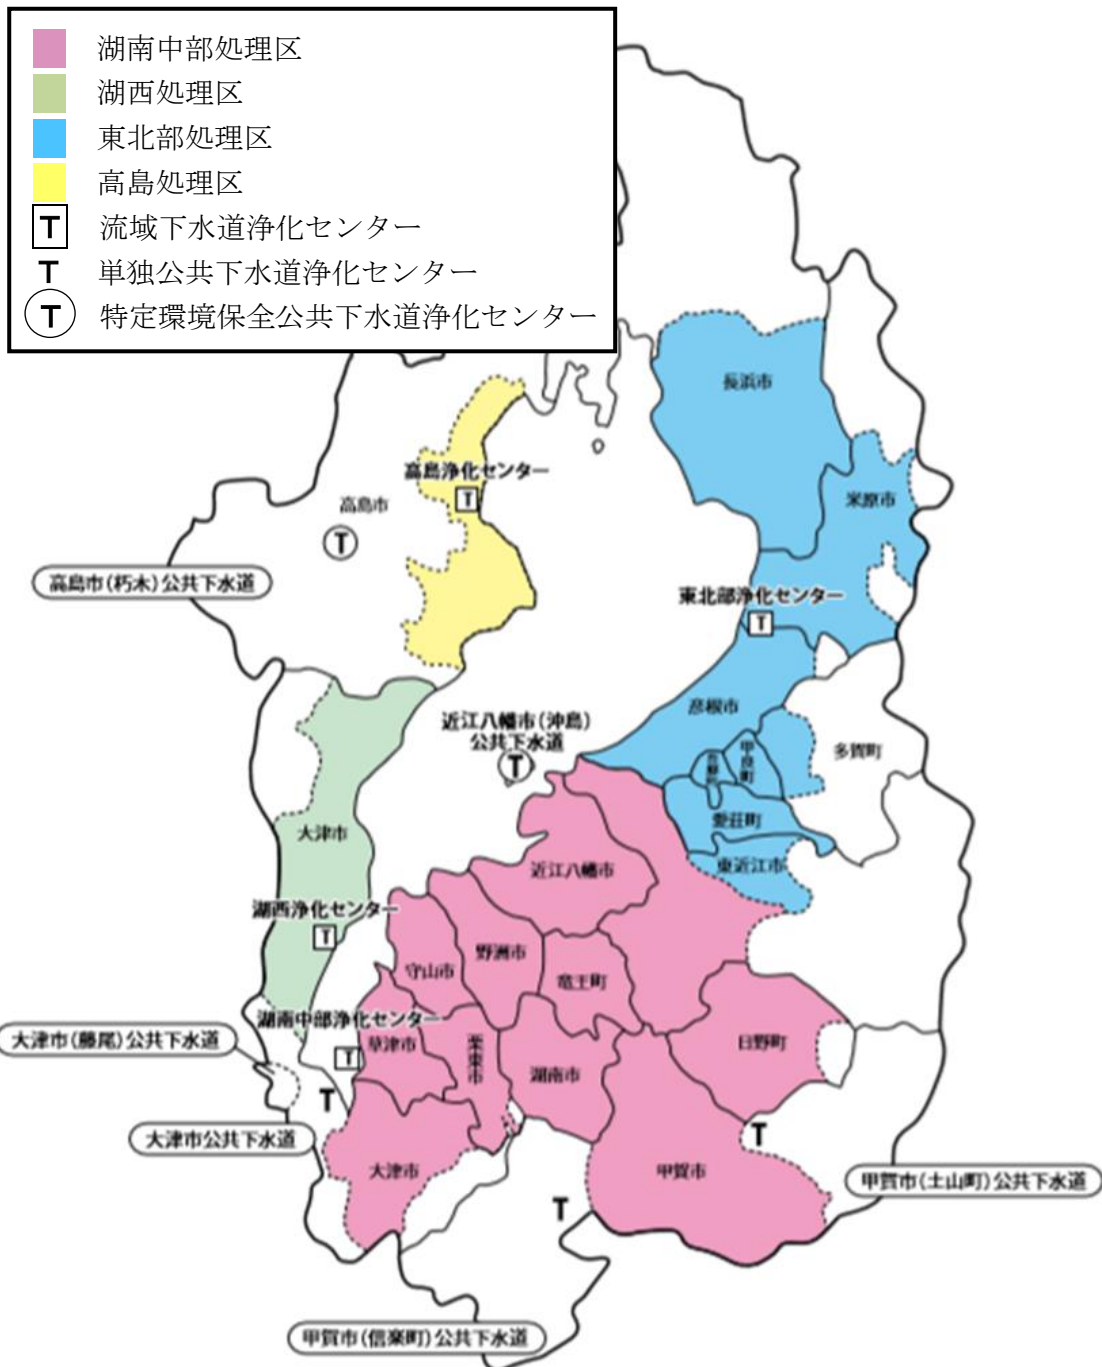 湖南中部処理区
湖西処理区
東北部処理区
高島処理区
T 流域下水道浄化センター
T 単独公共下水道浄化センター
T 特定環境保全公共下水道浄化センター
長浜市
高島浄化センター
T
高島市
T
米原市
高島市(朽木)公共下水道
東北部浄化センター
T
彦根市
近江八幡市(沖島)
公共下水道
T
甲良町
多賀町
愛荘町
大津市
東近江市
近江八幡市
湖西浄化センター
T
野洲市
守山市
竜王町
湖南中部浄化センター
大津市(藤尾)公共下水道
草津市
T
栗東市
日野町
湖南市
T
大津市公共下水道
T
大津市
甲賀市
甲賀市(土山町)公共下水道
T
甲賀市(信楽町)公共下水道